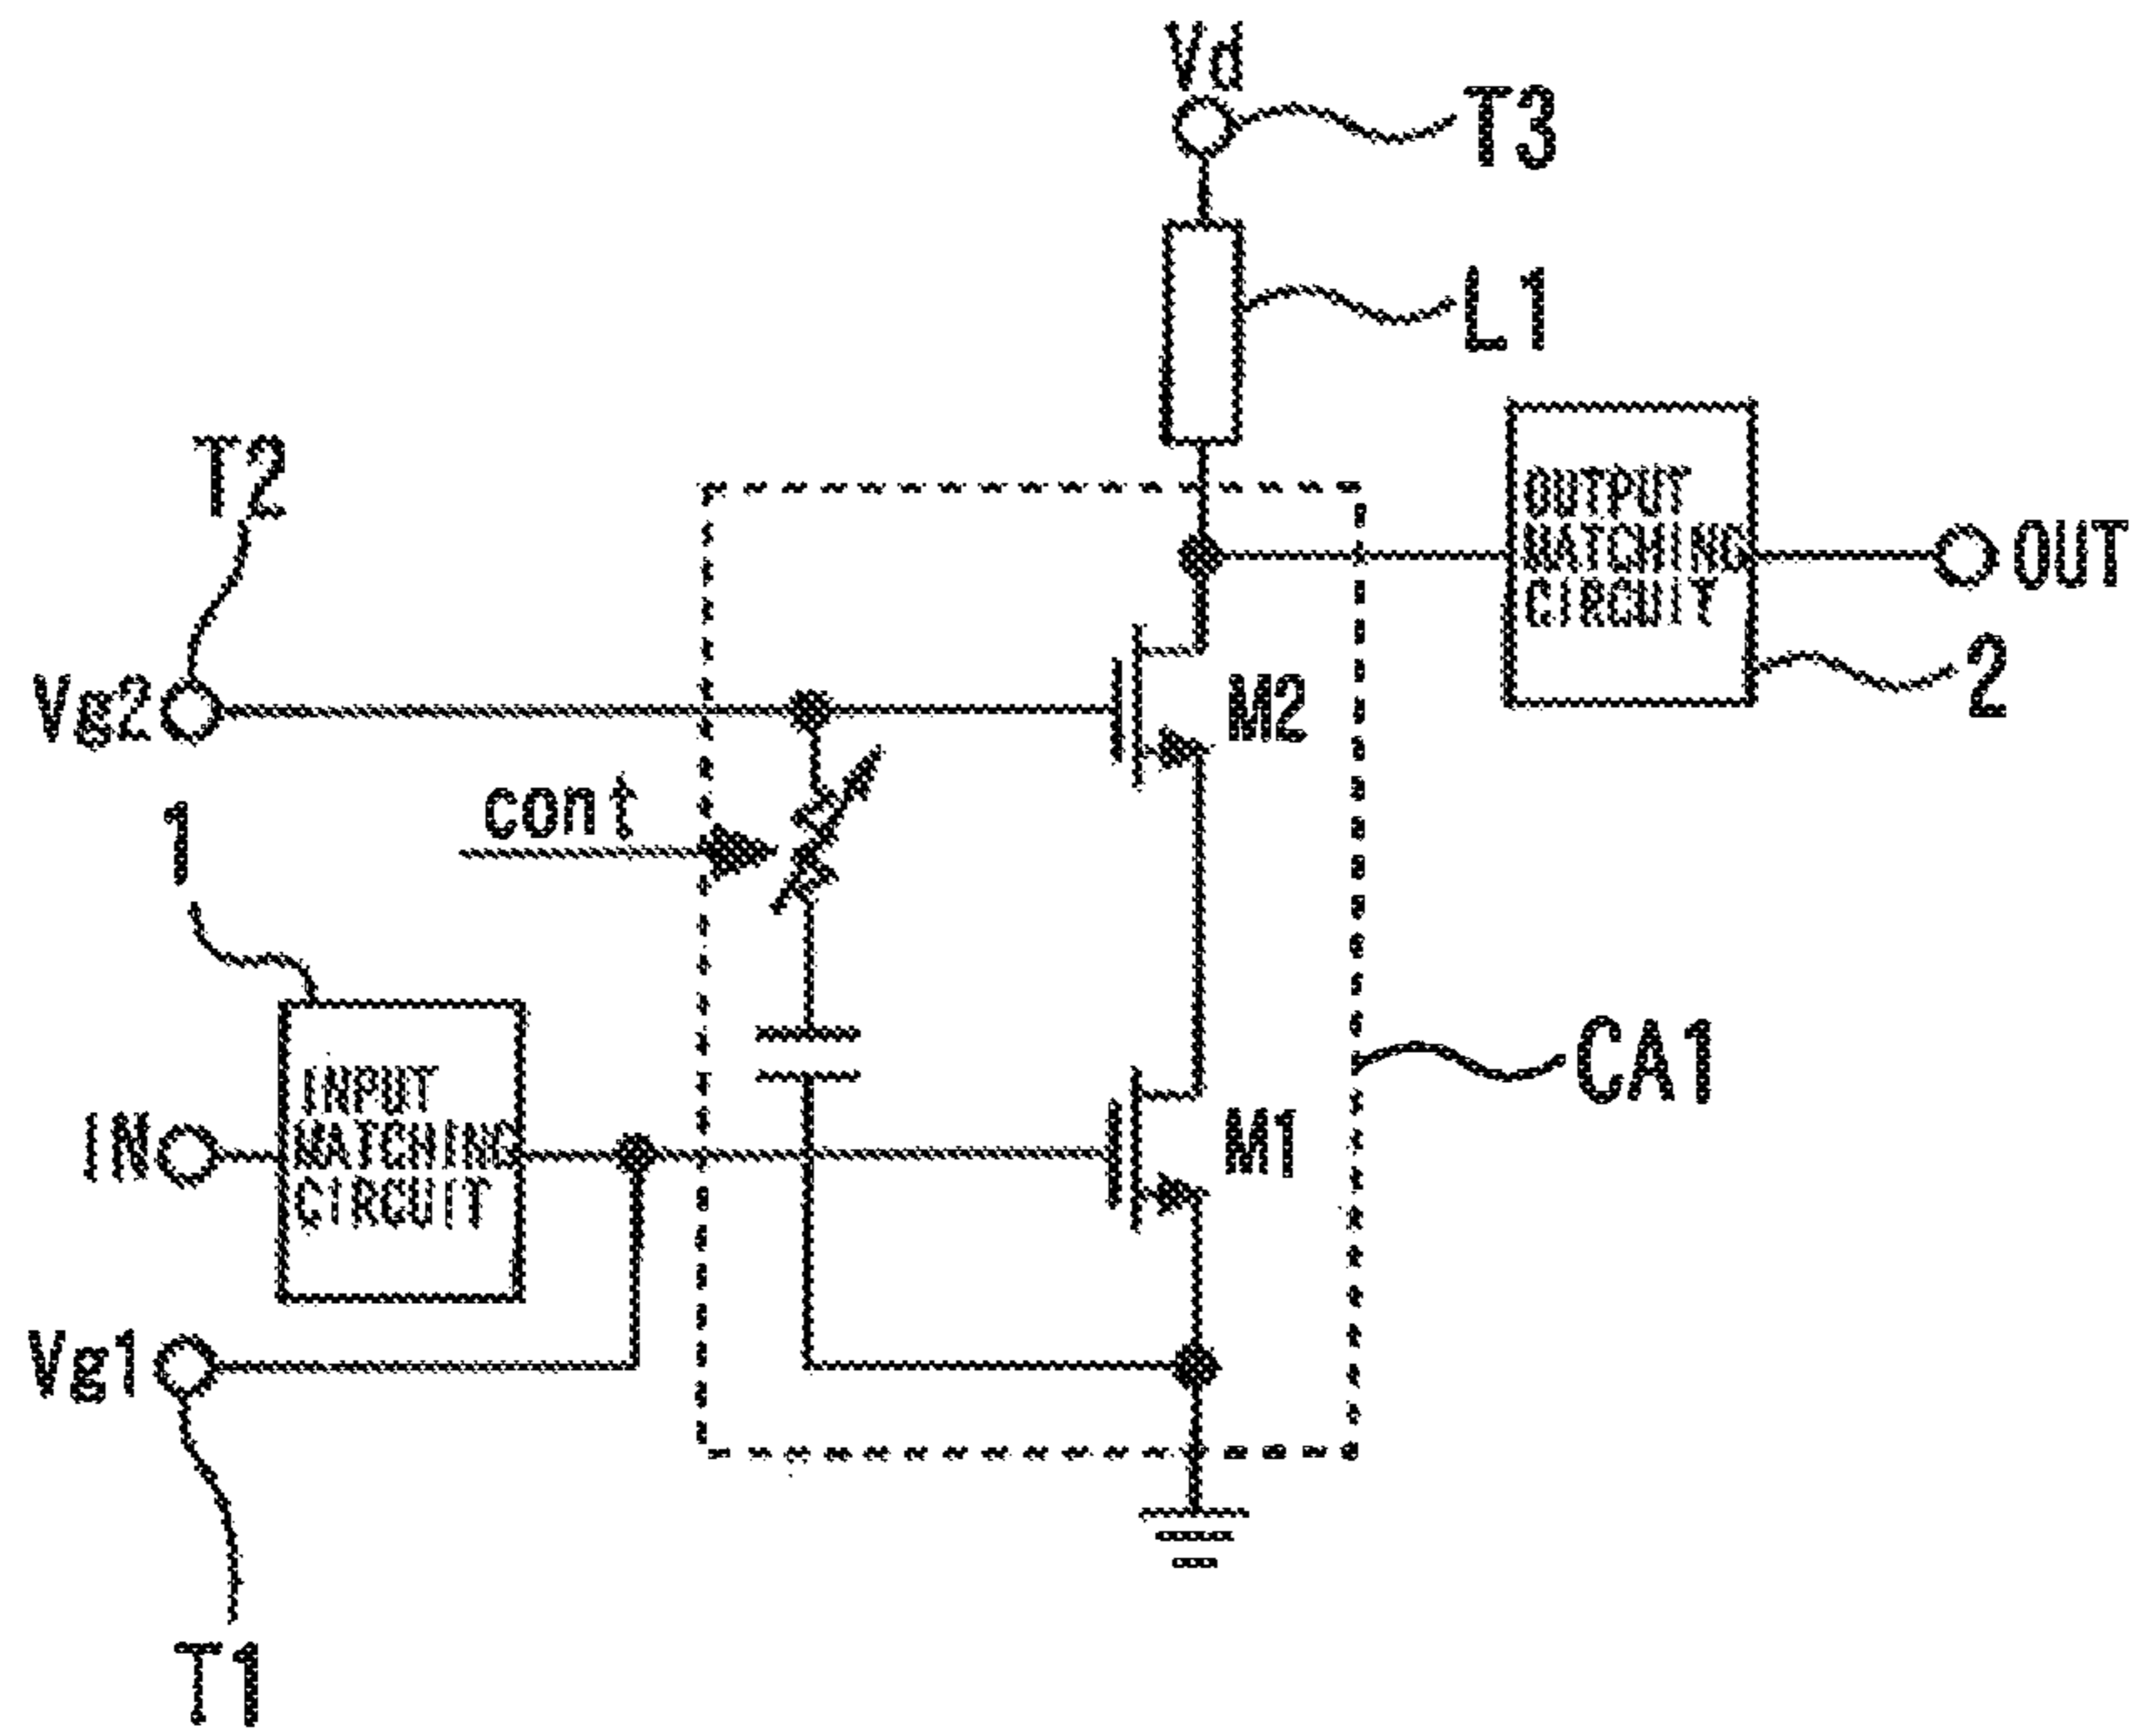 Vd
T3
L1
T2
OUTPUT
MATCHING
CIRCUIT
OUT
2
Vg2
M2
cont
1
CA1
INPUT
MATCHING
CIRCUIT
IN
M1
Vg1
T1